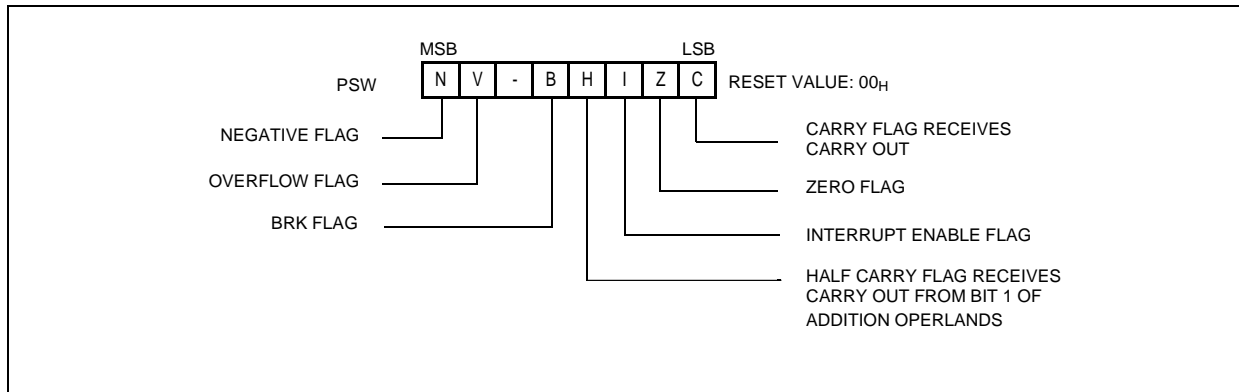 MSB LSB
PSW N V - B H I Z C RESET VALUE: 00H
NEGATIVE FLAG
OVERFLOW FLAG
BRK FLAG
CARRY FLAG RECEIVES
CARRY OUT
ZERO FLAG
INTERRUPT ENABLE FLAG
HALF CARRY FLAG RECEIVES
CARRY OUT FROM BIT 1 OF
ADDITION OPERLANDS